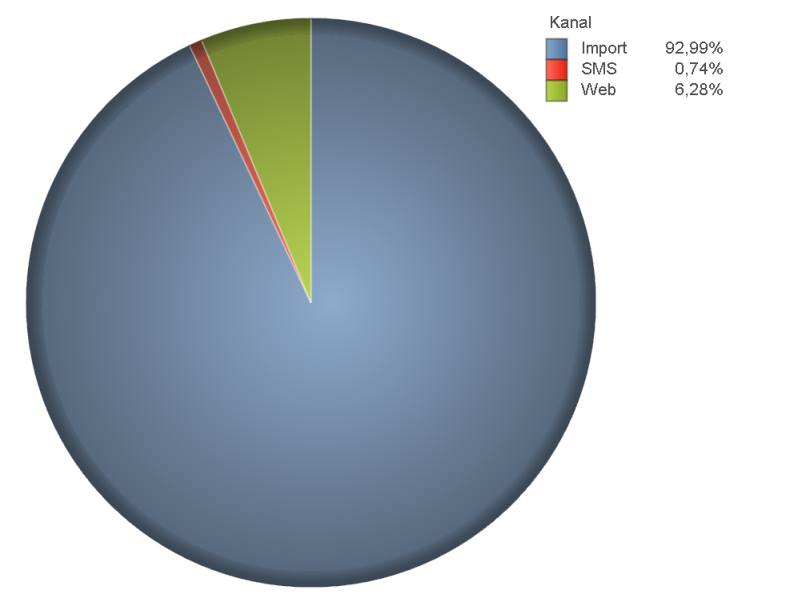 Kanal
Import 92,99%
SMS 0,74%
Web 6,28%